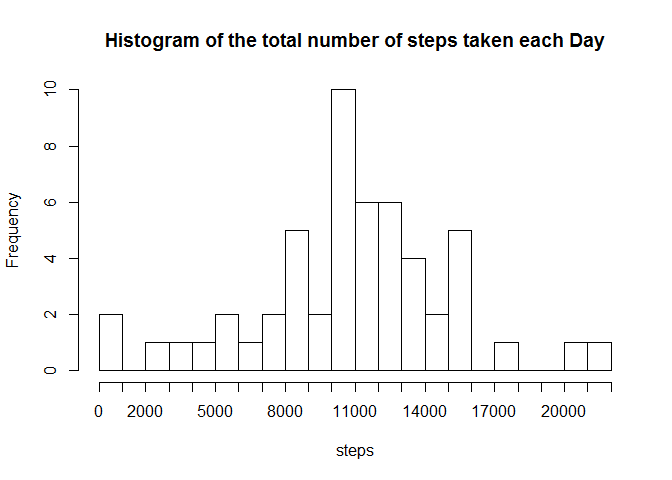 Histogram of the total number of steps taken each Day
10
8
6
4
2
0
Frequency
0 2000 5000 8000 11000 14000 17000 20000
steps